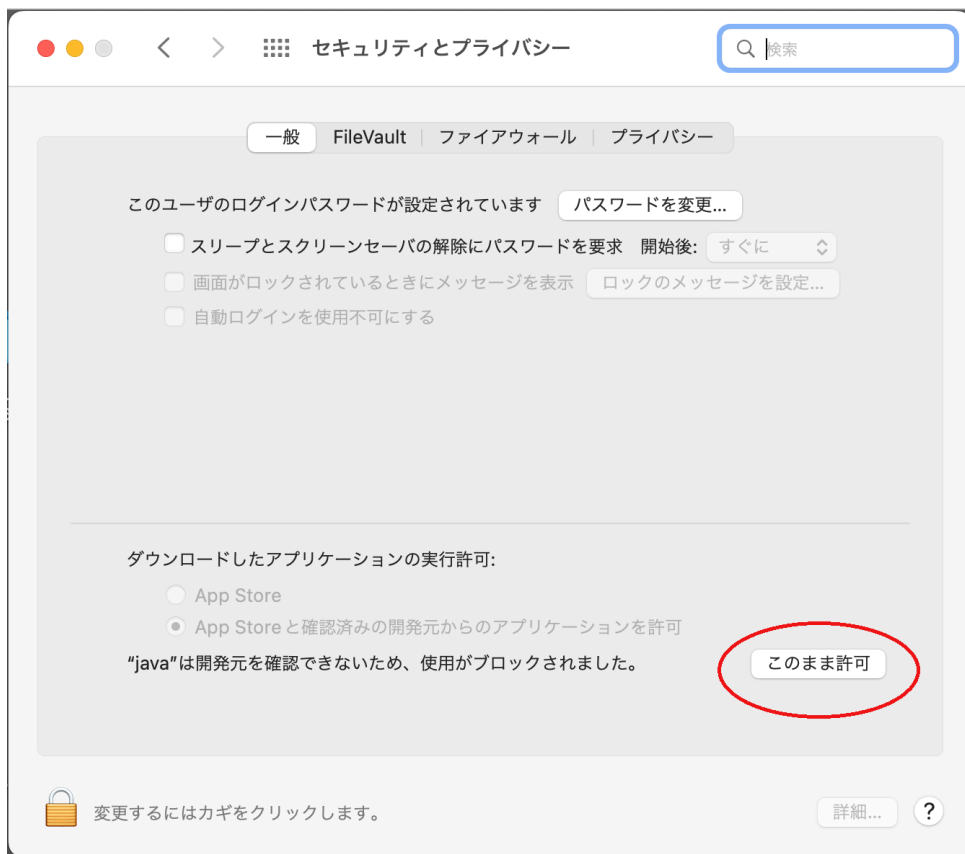 セキュリティとプライバシー
検索
一般 FileVault ファイアウォール プライバシー
このユーザのログインパスワードが設定されています パスワードを変更...
スリープとスクリーンセーバの解除にパスワードを要求 開始後: すぐに
画面がロックされているときにメッセージを表示 ロックのメッセージを設定...
自動ログインを使用不可にする
ダウンロードしたアプリケーションの実行許可:
App Store
App Storeと確認済みの開発元からのアプリケーションを許可
“java”は開発元を確認できないため、使用がブロックされました。 このまま許可
変更するにはカギをクリックします。 詳細... ?